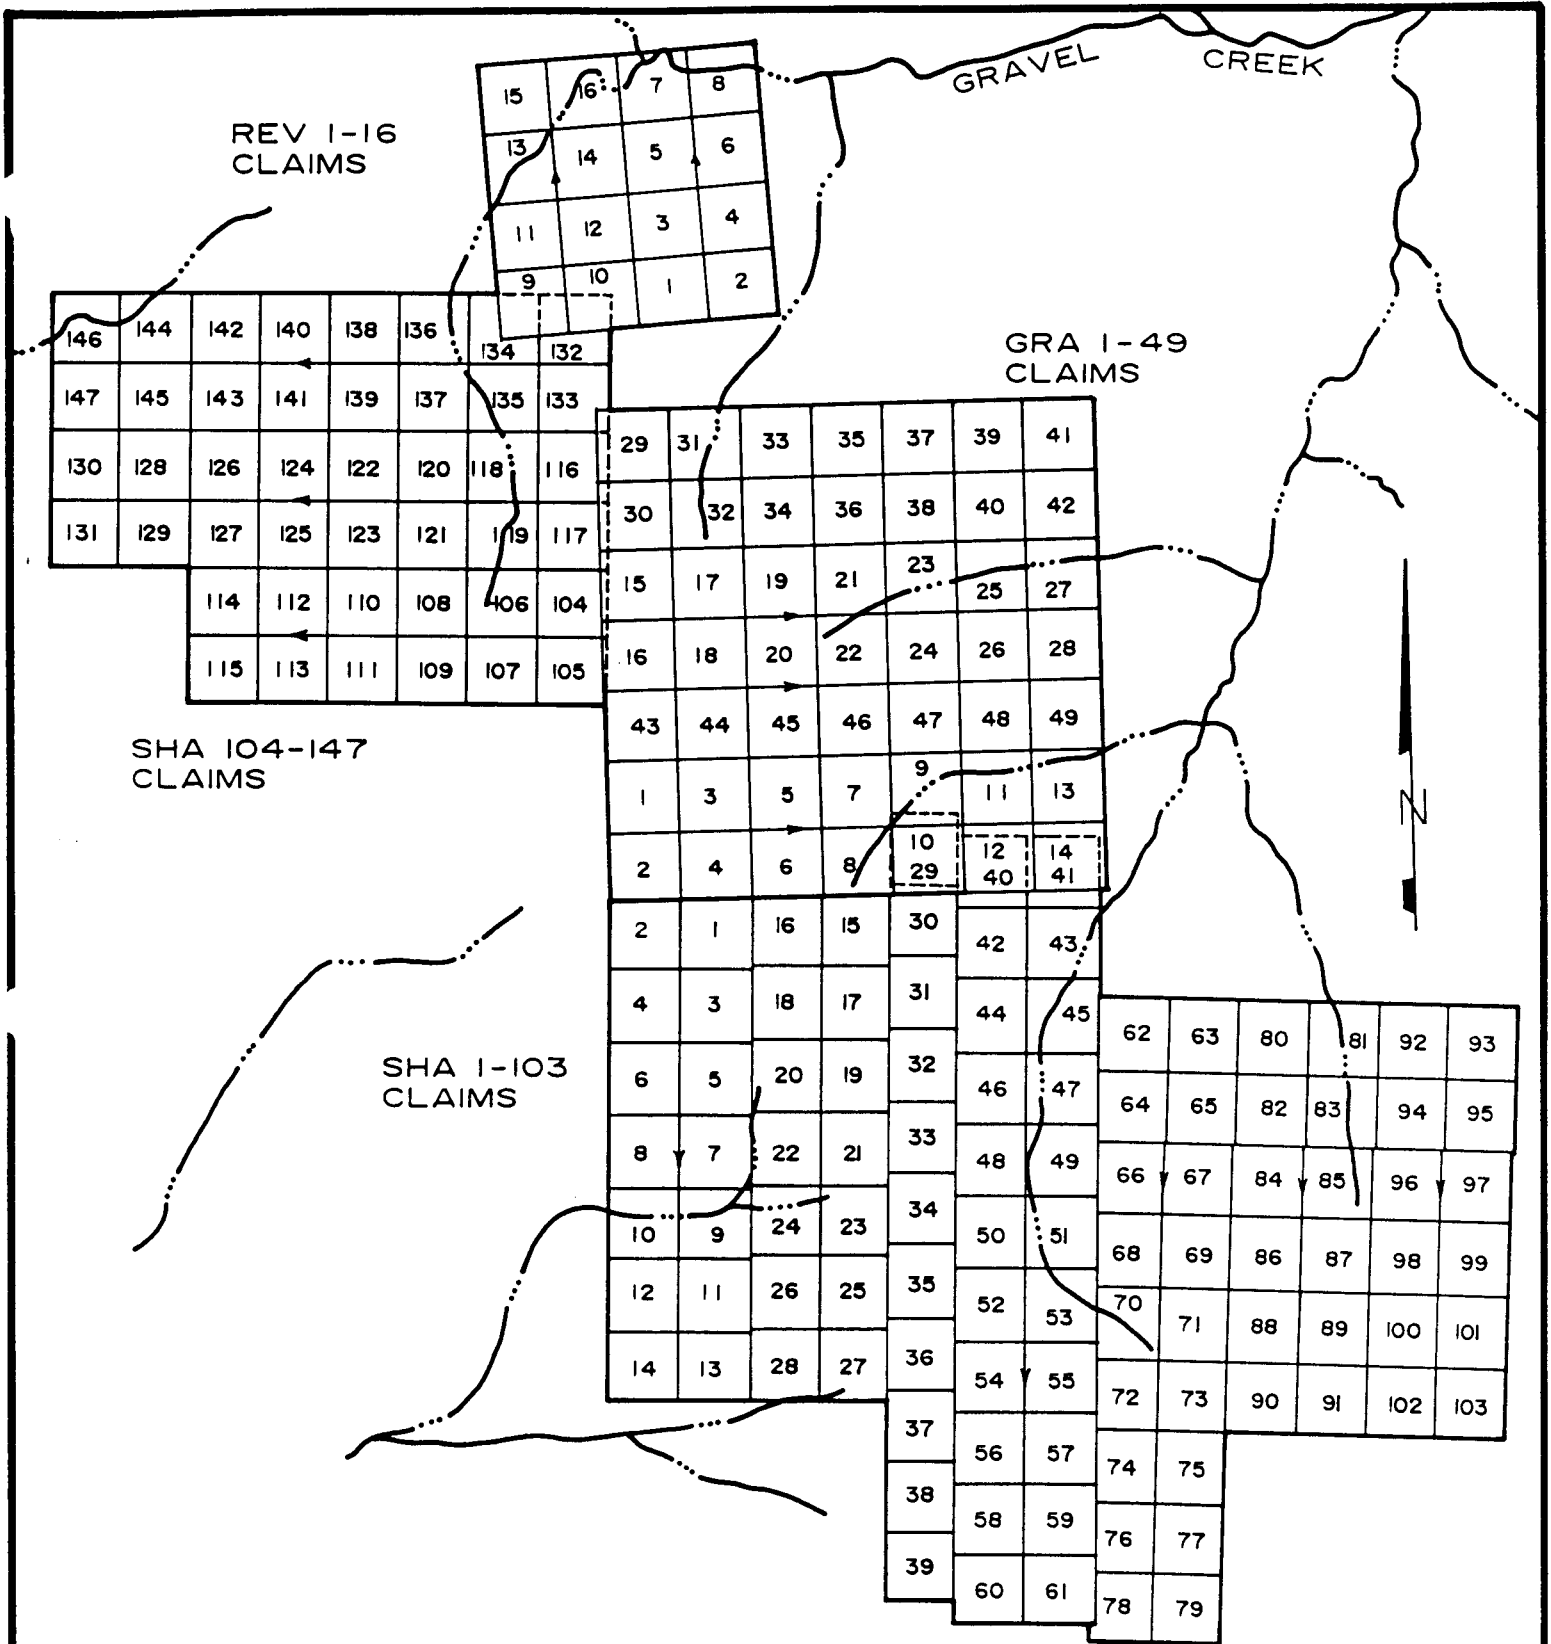 GRAVEL CREEK
15 16 7 8
REV 1-16
CLAIMS
13 14 5 6
11 12 3 4
9 10 1 2
146 144 142 140 138 136 134 132
GRA 1-49
CLAIMS
147 145 143 141 139 137 135 133
29 31 33 35 37 39 41
130 128 126 124 122 120 118 116
30 32 34 36 38 40 42
131 129 127 125 123 121 119 117
15 17 19 21 23 25 27
114 112 110 108 106 104
16 18 20 22 24 26 28
115 113 111 109 107 105
43 44 45 46 47 48 49
SHA 104-147
CLAIMS
1 3 5 7 9 11 13
N
2 4 6 8 10 12 14
29 40 41
2 1 16 15 30 42 43
4 3 18 17 31 44 45
62 63 80 81 92 93
SHA 1-103
CLAIMS
6 5 20 19 32 46 47
64 65 82 83 94 95
8 7 22 21 33 48 49
66 67 84 85 96 97
10 9 24 23 34 50 51
68 69 86 87 98 99
12 11 26 25 35 52 53
70 71 88 89 100 101
14 13 28 27 36 54 55
72 73 90 91 102 103
37 56 57
74 75
38 58 59
76 77
39 60 61
78 79